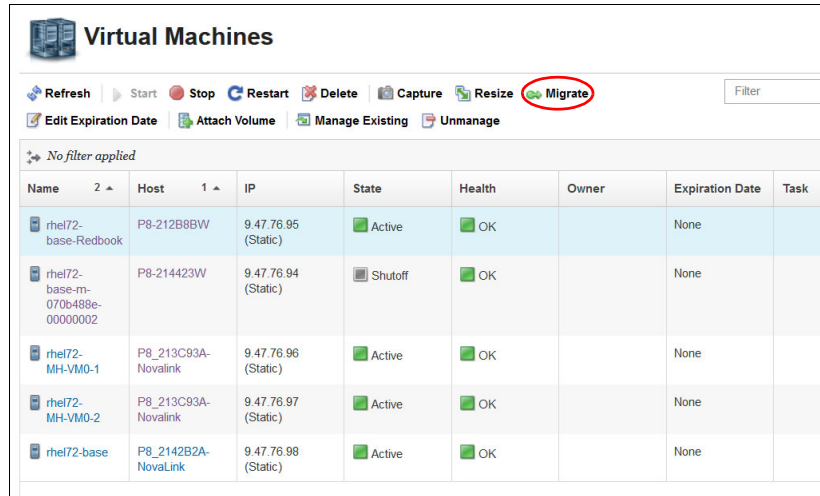 Virtual Machines
Refresh Start Stop Restart Delete Capture Resize Migrate Filter
Edit Expiration Date Attach Volume Manage Existing Unmanage
No filter applied
Name 2 Host 1 IP State Health Owner Expiration Date Task
rhel72- P8-212B8BW 9.47.76.95 Active OK None
base-Redbook (Static)
rhel72- P8-214423W 9.47.76.94 Shutoff OK None
base-m- (Static)
070b488e-
00000002
rhel72- P8_213C93A- 9.47.76.96 Active OK None
MH-VM0-1 Novalink (Static)
rhel72- P8_213C93A- 9.47.76.97 Active OK None
MH-VM0-2 Novalink (Static)
rhel72-base P8_2142B2A- 9.47.76.98 Active OK None
NovaLink (Static)